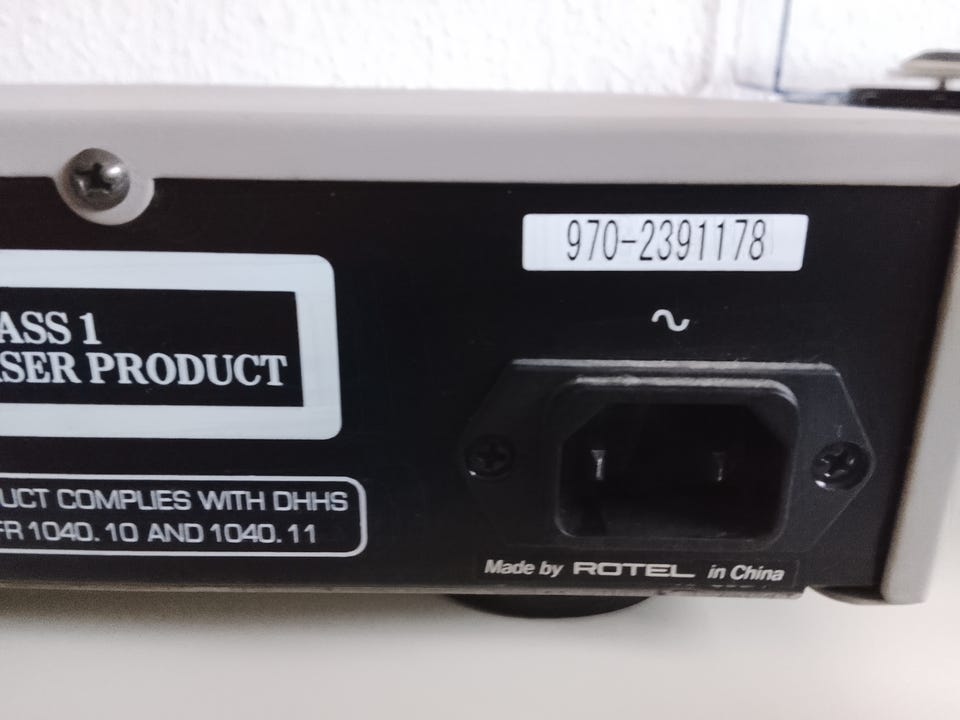 970-2391178
ASS 1
SER PRODUCT
UCT COMPLIES WITH DHHS
FR 1040.10 AND 1040.11
Made by ROTEL in China